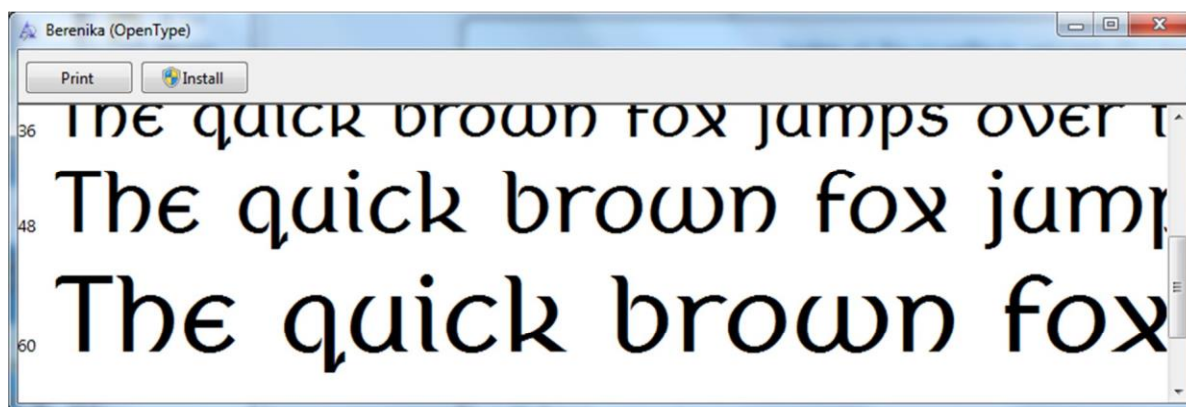 Berenika (OpenType)
Print Install
36 The quick brown fox jumps over
48 The quick brown fox
60 The quick brown fox